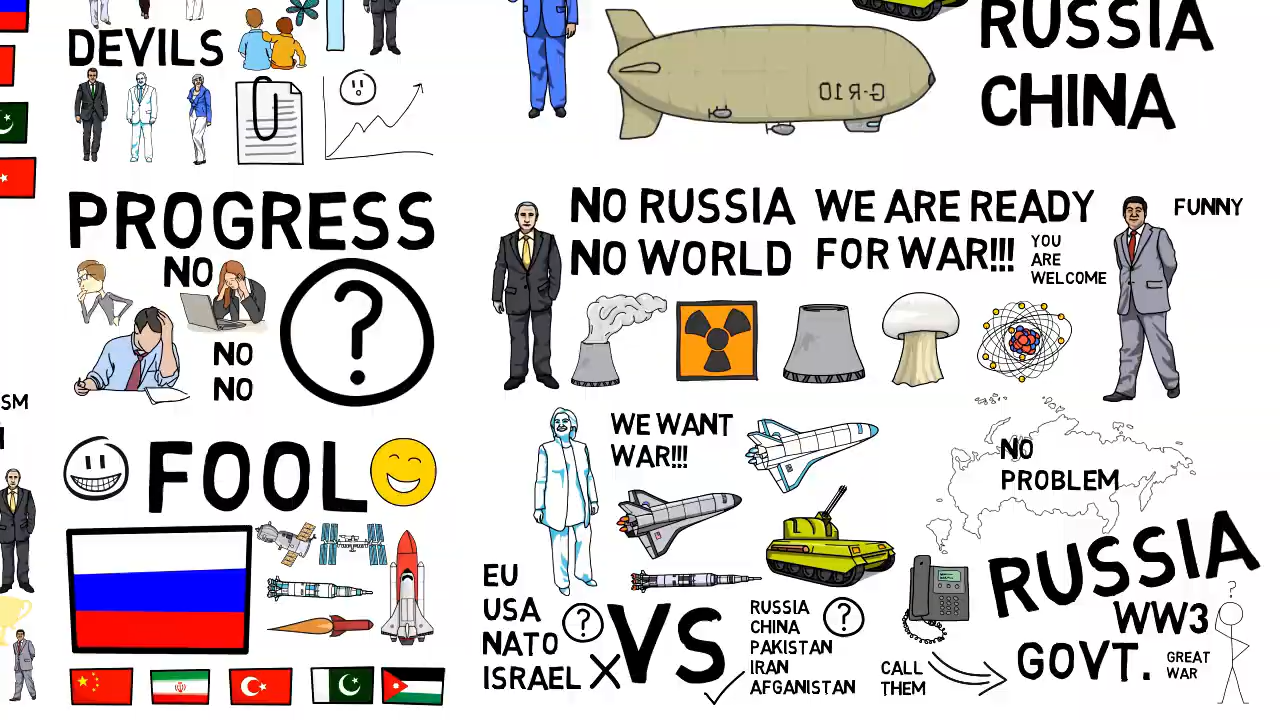 DEVILS
PROGRESS
NO
NO
NO
SM
FOOL
G-R10
RUSSIA
CHINA
NO RUSSIA
NO WORLD
WE ARE READY
FOR WAR!!!
YOU
ARE
WELCOME
FUNNY
WE WANT
WAR!!!
NO
PROBLEM
EU
USA
NATO
ISRAEL
X
VS
RUSSIA
CHINA
PAKISTAN
IRAN
AFGANISTAN
CALL
THEM
RUSSIA
WW3
GOVT.
GREAT
WAR